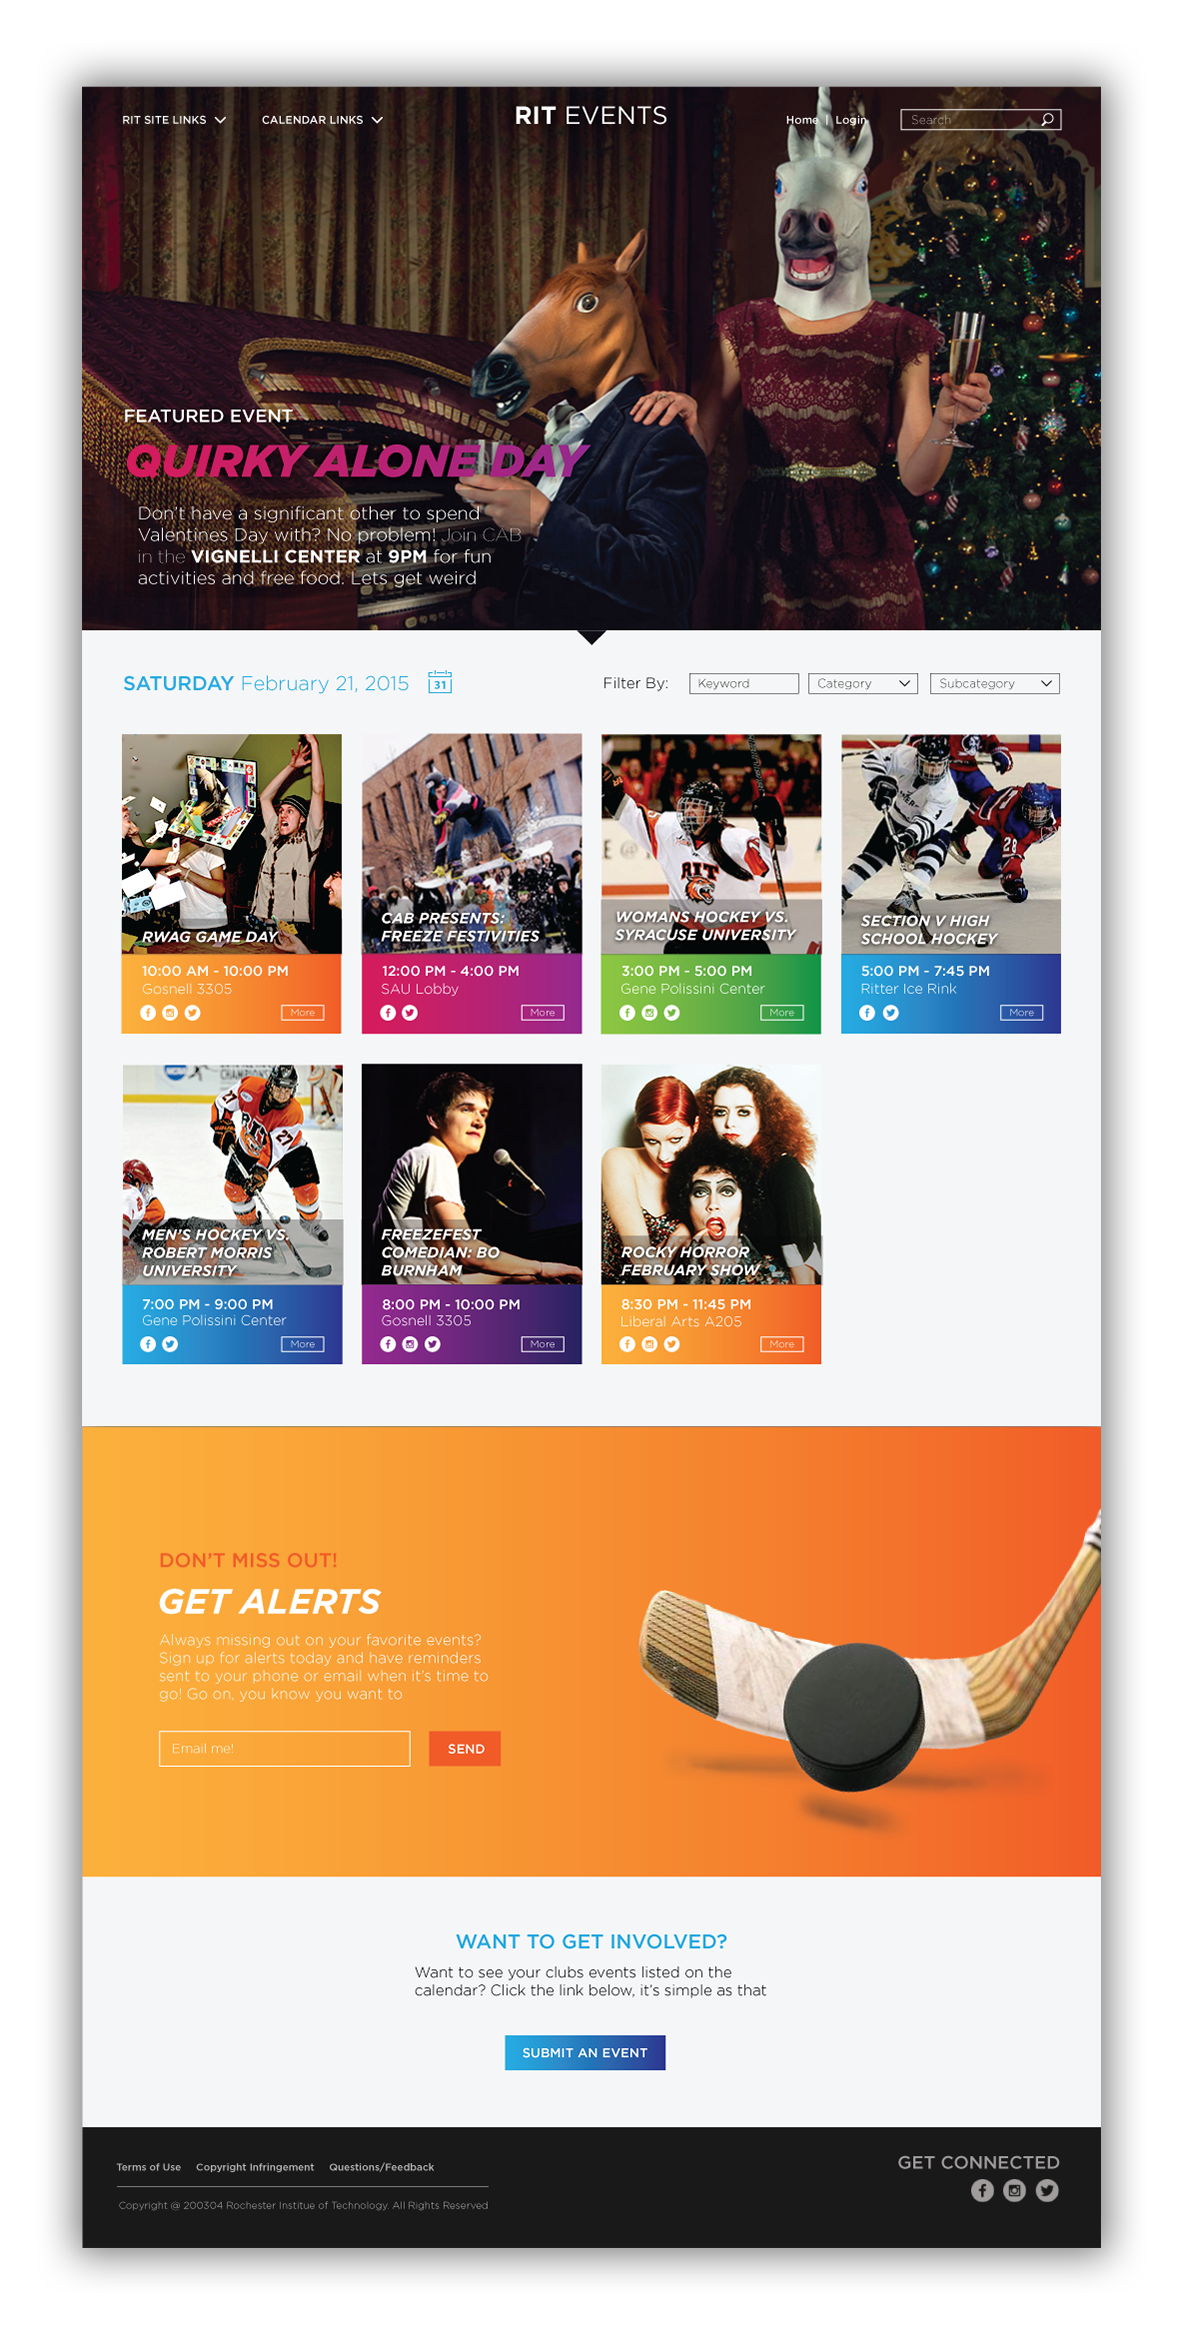 RIT SITE LINKS
CALENDAR LINKS
RIT EVENTS
Home | Login
Search
FEATURED EVENT
QUIRKY ALONE DAY
Don't have a significant other to spend
Valentines Day with? No problem! Join CAB
in the VIGNELLI CENTER at 9PM for fun
activities and free food. Lets get weird
SATURDAY February 21, 2015
31
Filter By:
Keyword
Category
Subcategory
RWAG GAME DAY
10:00 AM - 10:00 PM
Gosnell 3305
More
CAB PRESENTS:
FREEZE FESTIVITIES
12:00 PM - 4:00 PM
SAU Lobby
More
RIT
WOMANS HOCKEY VS.
SYRACUSE UNIVERSITY
3:00 PM - 5:00 PM
Gene Polissini Center
More
28
SECTION V HIGH
SCHOOL HOCKEY
5:00 PM - 7:45 PM
Ritter Ice Rink
More
27
RIT
27
MEN'S HOCKEY VS.
ROBERT MORRIS
UNIVERSITY
7:00 PM - 9:00 PM
Gene Polissini Center
More
FREEZEFEST
COMEDIAN: BO
BURNHAM
8:00 PM - 10:00 PM
Gosnell 3305
More
ROCKY HORROR
FEBRUARY SHOW
8:30 PM - 11:45 PM
Liberal Arts A205
More
DON'T MISS OUT!
GET ALERTS
Always missing out on your favorite events?
Sign up for alerts today and have reminders
sent to your phone or email when it's time to
go! Go on, you know you want to
Email me!
SEND
WANT TO GET INVOLVED?
Want to see your clubs events listed on the
calendar? Click the link below, it's simple as that
SUBMIT AN EVENT
Terms of Use
Copyright Infringement
Questions/Feedback
Copyright @ 200304 Rochester Institue of Technology. All Rights Reserved
GET CONNECTED